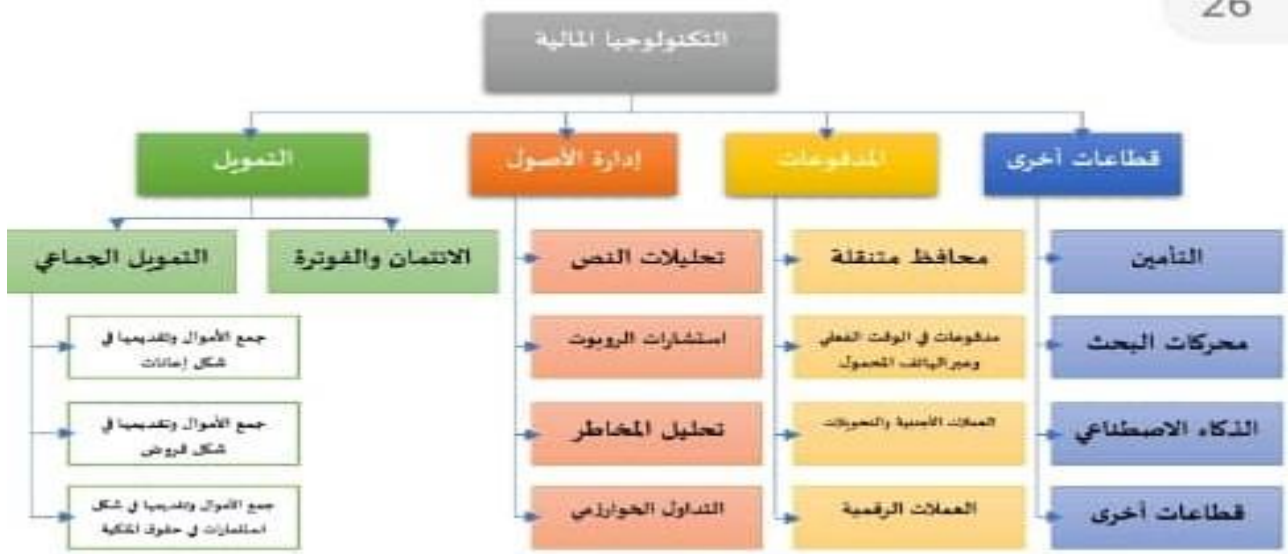 26
التكنولوجيا المالية
قطاعات أخرى
المدفوعات
إدارة الأصول
التمويل
التأمين
محافظ متنقلة
تحليلات النص
الائتمان والفوترة
التمويل الجماعي
محركات البحث
مدفوعات في الوقت الفعلي
وعبر الهاتف المحمول
استشارات الروبوت
جمع الأموال وتقديمها في
شكل إعانات
الذكاء الاصطناعي
العملات الأجنبية والتحويلات
تحليل المخاطر
جمع الأموال وتقديمها في
شكل قروض
قطاعات أخرى
العملات الرقمية
التداول الخوارزمي
جمع الأموال وتقديمها في شكل
استثمارات في حقوق الملكية